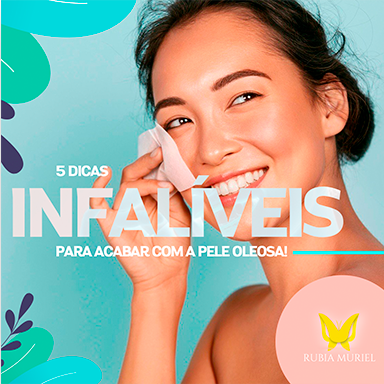 5 DICAS
INFALÍVEIS
PARA ACABAR COM A PELE OLEOSA!
RUBIA MURIEL